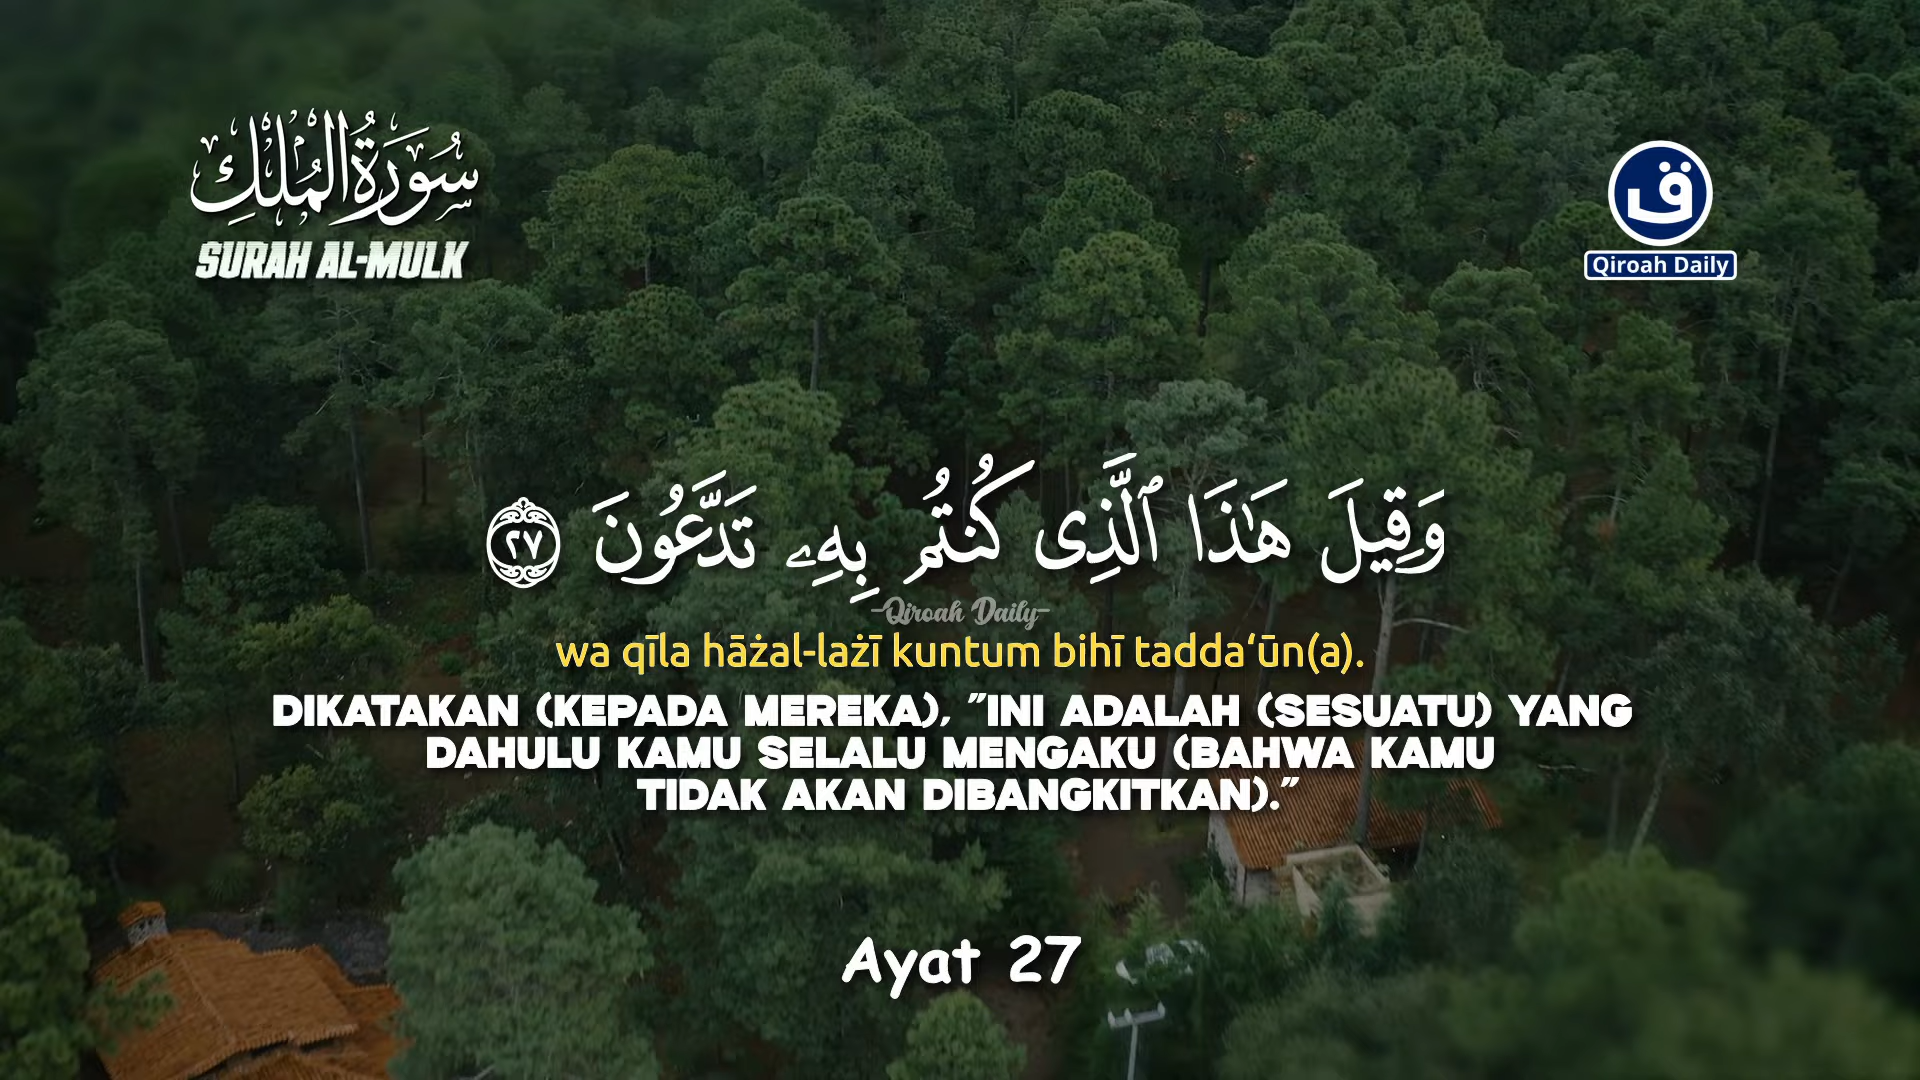 سُورَةُ الْمُلْكِ
SURAH AL-MULK
ق
Qiroah Daily
وَقِيلَ هَٰذَا ٱلَّذِى كُنتُم بِهِۦ تَدَّعُونَ ٢٧
-Qiroah Daily-
wa qīla hāżal-lażī kuntum bihī tadda‘ūn(a).
DIKATAKAN (KEPADA MEREKA), "INI ADALAH (SESUATU) YANG
DAHULU KAMU SELALU MENGAKU (BAHWA KAMU
TIDAK AKAN DIBANGKITKAN)."
Ayat 27